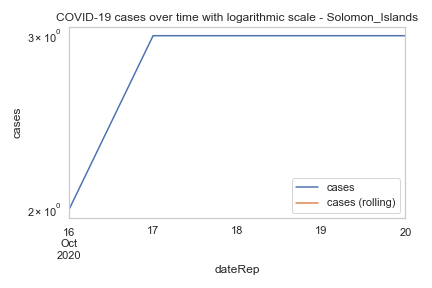 COVID-19 cases over time with logarithmic scale - Solomon_Islands
3 × 10⁰
cases
2 × 10⁰
cases
cases (rolling)
16 17 18 19 20
Oct
2020
dateRep